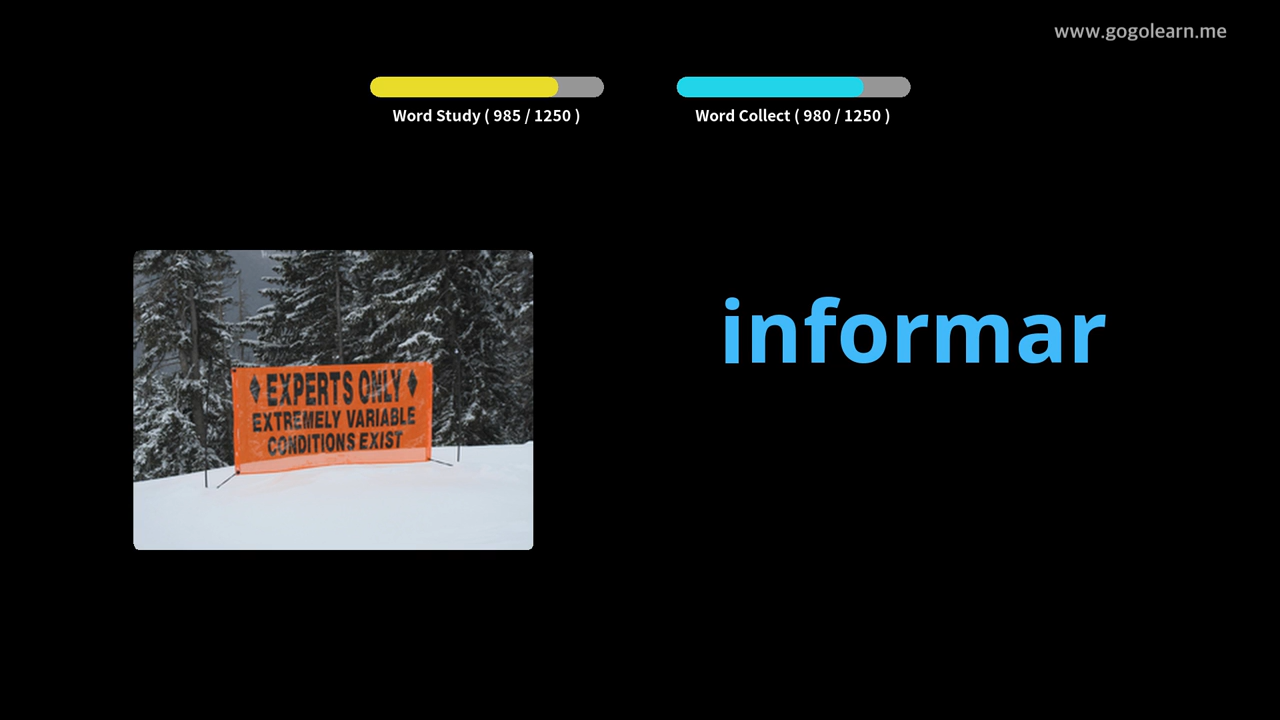 www.gogolearn.me
Word Study ( 985 / 1250 )
Word Collect ( 980 / 1250 )
EXPERTS ONLY
EXTREMELY VARIABLE
CONDITIONS EXIST
informar